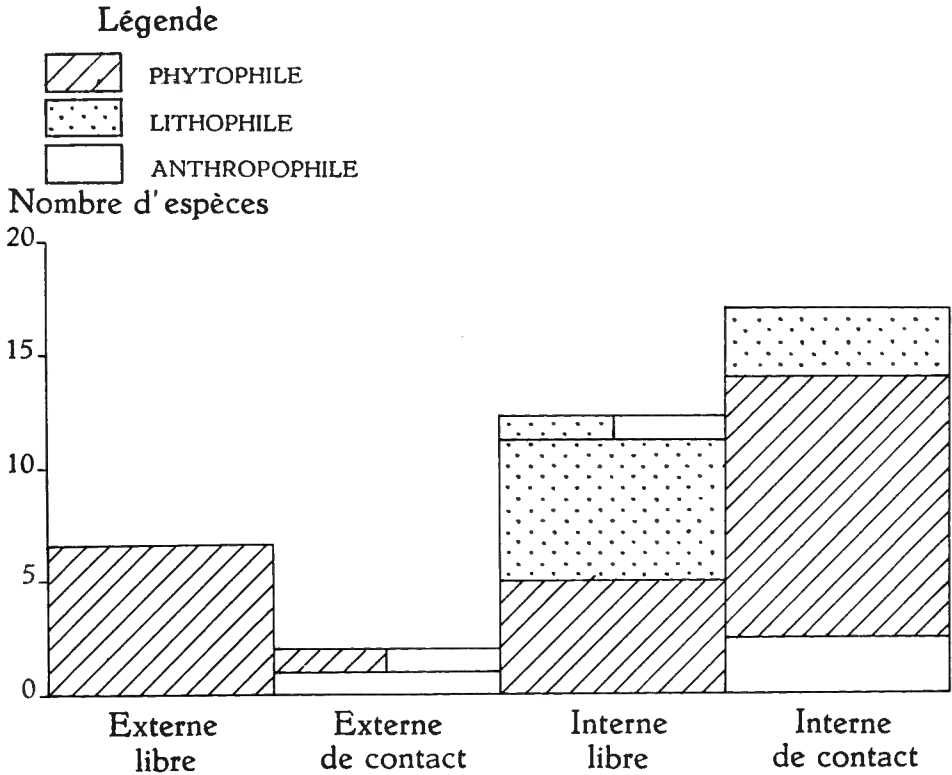 Légende
PHYTOPHILE
LITHOPHILE
ANTHROPOPHILE
Nombre d'espèces
20
15
10
5
0
Externe libre
Externe de contact
Interne libre
Interne de contact